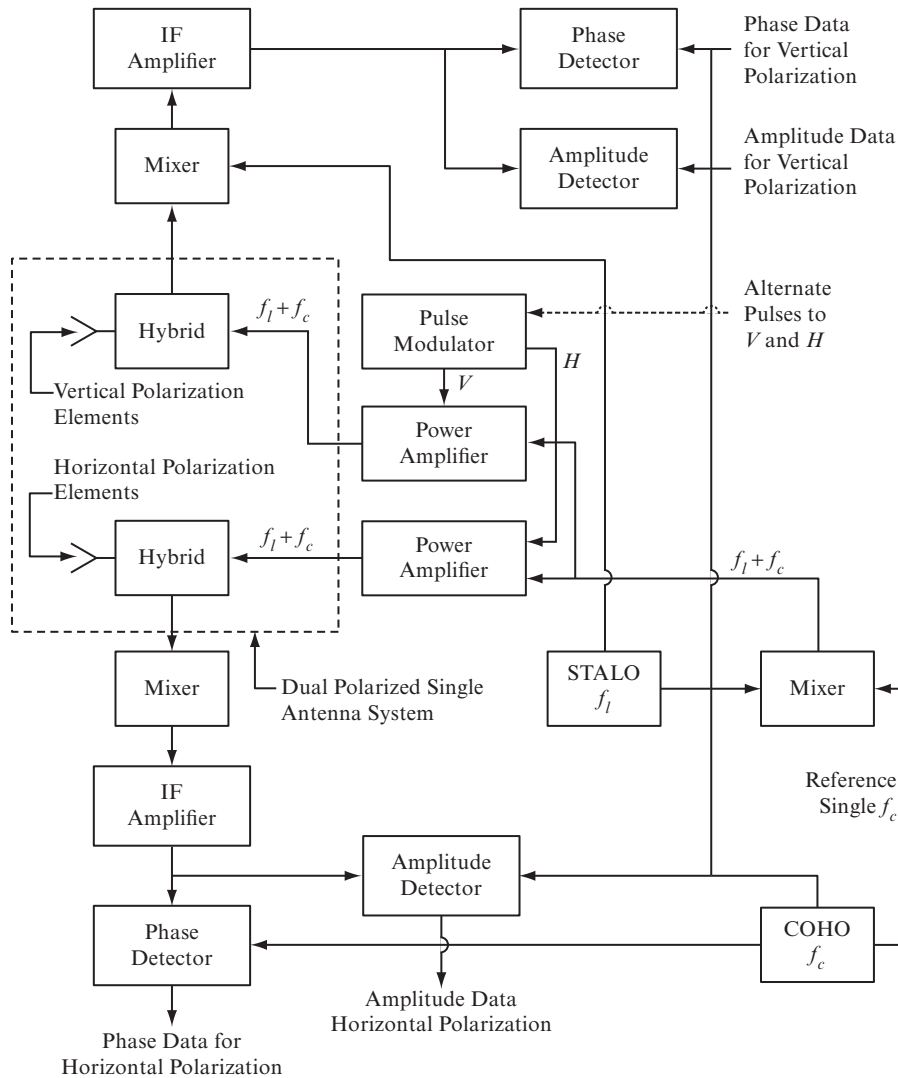 IF
Amplifier
Phase
Detector
Phase Data
for Vertical
Polarization
Mixer
Amplitude
Detector
Amplitude Data
for Vertical
Polarization
f_l + f_c
Hybrid
Pulse
Modulator
Alternate
Pulses to
V and H
H
V
Vertical Polarization
Elements
Power
Amplifier
Horizontal Polarization
Elements
f_l + f_c
Hybrid
Power
Amplifier
f_l + f_c
Mixer
Dual Polarized Single
Antenna System
STALO
f_l
Mixer
IF
Amplifier
Reference
Single f_c
Amplitude
Detector
Phase
Detector
COHO
f_c
Amplitude Data
Horizontal Polarization
Phase Data for
Horizontal Polarization